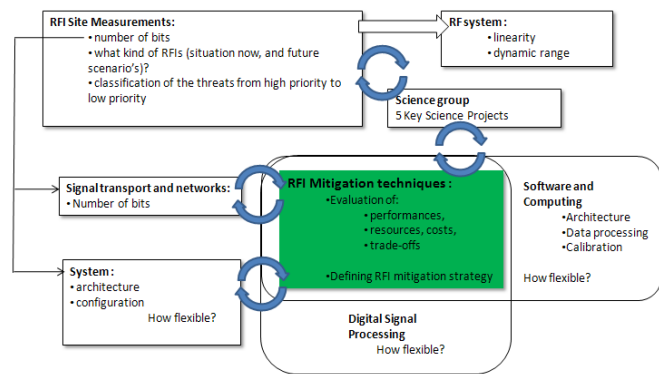 RFI Site Measurements:
•number of bits
•what kind of RFIs (situation now, and future
scenario's)?
•classification of the threats from high priority to
low priority
RF system :
•linearity
•dynamic range
Science group
5 Key Science Projects
Signal transport and networks:
•Number of bits
RFI Mitigation techniques :
•Evaluation of:
•performances,
•resources, costs,
•trade-offs
•Defining RFI mitigation strategy
Software and
Computing
•Architecture
•Data processing
•Calibration
How flexible?
System :
•architecture
•configuration
How flexible?
Digital Signal
Processing
How flexible?